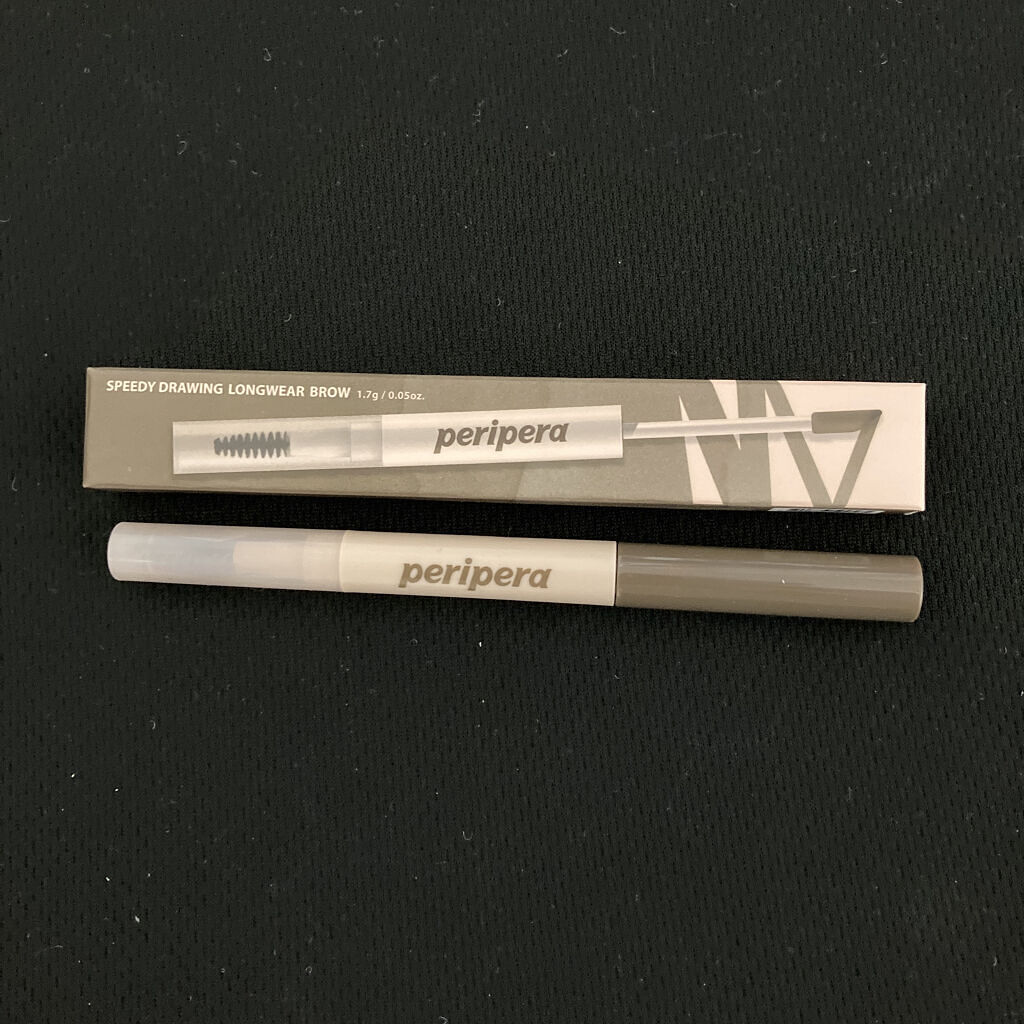 SPEEDY DRAWING LONGWEAR BROW 1.7g / 0.05oz.
peripera
peripera